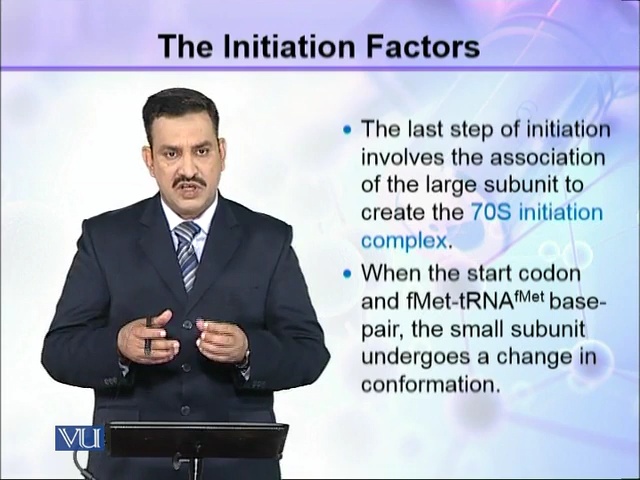 The Initiation Factors
• The last step of initiation
involves the association
of the large subunit to
create the 70S initiation
complex.
• When the start codon
and fMet-tRNAfMet base-
pair, the small subunit
undergoes a change in
conformation.
VU